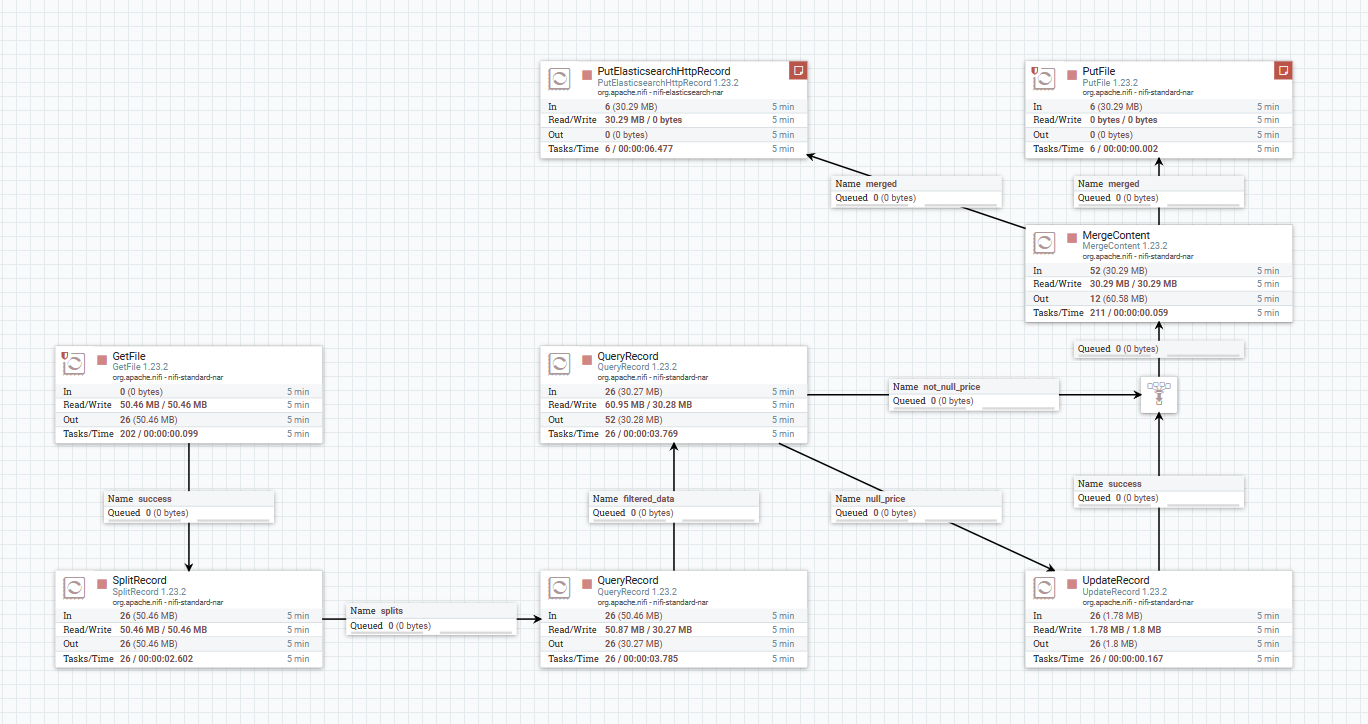 PutElasticsearchHttpRecord
PutElasticsearchHttpRecord 1.23.2
org.apache.nifi - nifi-elasticsearch-nar
In 6 (30.29 MB) 5 min
Read/Write 30.29 MB / 0 bytes 5 min
Out 0 (0 bytes) 5 min
Tasks/Time 6 / 00:00:06.477 5 min
PutFile
PutFile 1.23.2
org.apache.nifi - nifi-standard-nar
In 6 (30.29 MB) 5 min
Read/Write 0 bytes / 0 bytes 5 min
Out 0 (0 bytes) 5 min
Tasks/Time 6 / 00:00:00.002 5 min
Name merged
Queued 0 (0 bytes)
Name merged
Queued 0 (0 bytes)
MergeContent
MergeContent 1.23.2
org.apache.nifi - nifi-standard-nar
In 52 (30.29 MB) 5 min
Read/Write 30.29 MB / 30.29 MB 5 min
Out 12 (60.58 MB) 5 min
Tasks/Time 211 / 00:00:00.059 5 min
Queued 0 (0 bytes)
GetFile
GetFile 1.23.2
org.apache.nifi - nifi-standard-nar
In 0 (0 bytes) 5 min
Read/Write 50.46 MB / 50.46 MB 5 min
Out 26 (50.46 MB) 5 min
Tasks/Time 202 / 00:00:00.099 5 min
QueryRecord
QueryRecord 1.23.2
org.apache.nifi - nifi-standard-nar
In 26 (30.27 MB) 5 min
Read/Write 60.95 MB / 30.28 MB 5 min
Out 52 (30.28 MB) 5 min
Tasks/Time 26 / 00:00:03.769 5 min
Name not_null_price
Queued 0 (0 bytes)
Name success
Queued 0 (0 bytes)
Name filtered_data
Queued 0 (0 bytes)
Name null_price
Queued 0 (0 bytes)
Name success
Queued 0 (0 bytes)
SplitRecord
SplitRecord 1.23.2
org.apache.nifi - nifi-standard-nar
In 26 (50.46 MB) 5 min
Read/Write 50.46 MB / 50.46 MB 5 min
Out 26 (50.46 MB) 5 min
Tasks/Time 26 / 00:00:02.602 5 min
Name splits
Queued 0 (0 bytes)
QueryRecord
QueryRecord 1.23.2
org.apache.nifi - nifi-standard-nar
In 26 (50.46 MB) 5 min
Read/Write 50.87 MB / 30.27 MB 5 min
Out 26 (30.27 MB) 5 min
Tasks/Time 26 / 00:00:03.785 5 min
UpdateRecord
UpdateRecord 1.23.2
org.apache.nifi - nifi-standard-nar
In 26 (1.78 MB) 5 min
Read/Write 1.78 MB / 1.8 MB 5 min
Out 26 (1.8 MB) 5 min
Tasks/Time 26 / 00:00:00.167 5 min